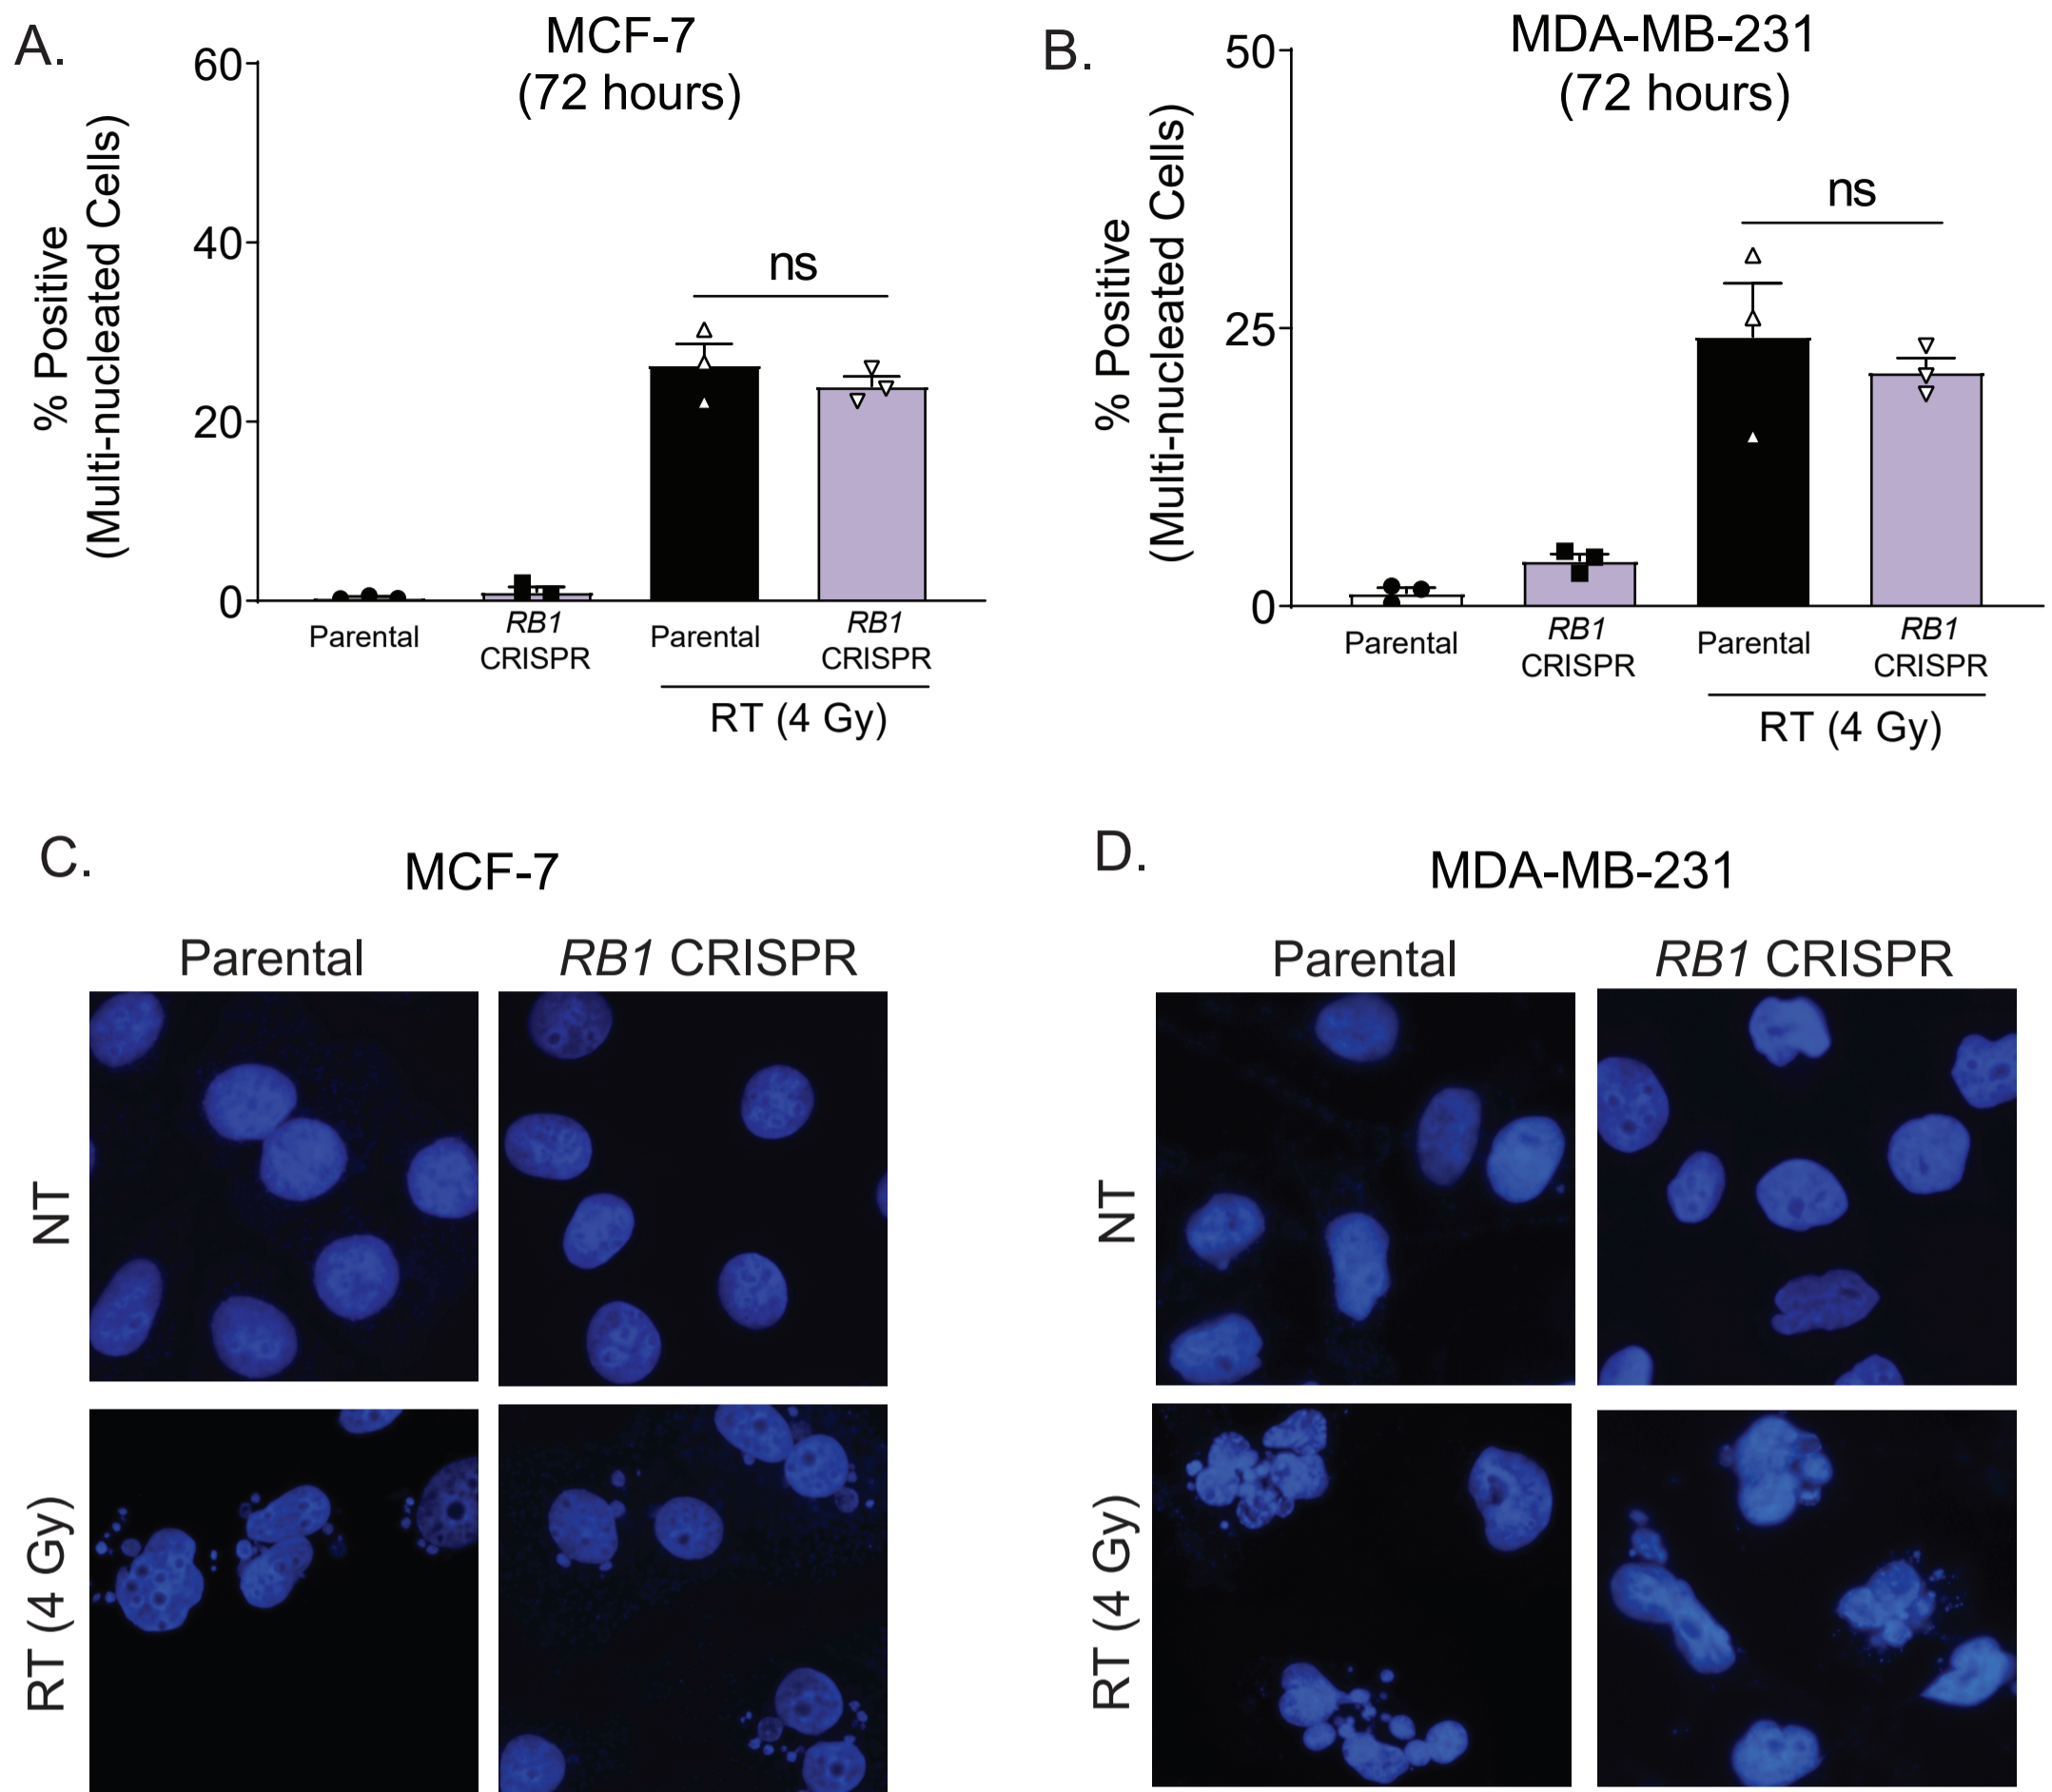 A.
MCF-7
(72 hours)
% Positive
(Multi-nucleated Cells)
60
40
20
0
ns
Parental
RB1
CRISPR
Parental
RB1
CRISPR
RT (4 Gy)
B.
MDA-MB-231
(72 hours)
% Positive
(Multi-nucleated Cells)
50
25
0
ns
Parental
RB1
CRISPR
Parental
RB1
CRISPR
RT (4 Gy)
C.
MCF-7
Parental
RB1 CRISPR
NT
RT (4 Gy)
D.
MDA-MB-231
Parental
RB1 CRISPR
NT
RT (4 Gy)